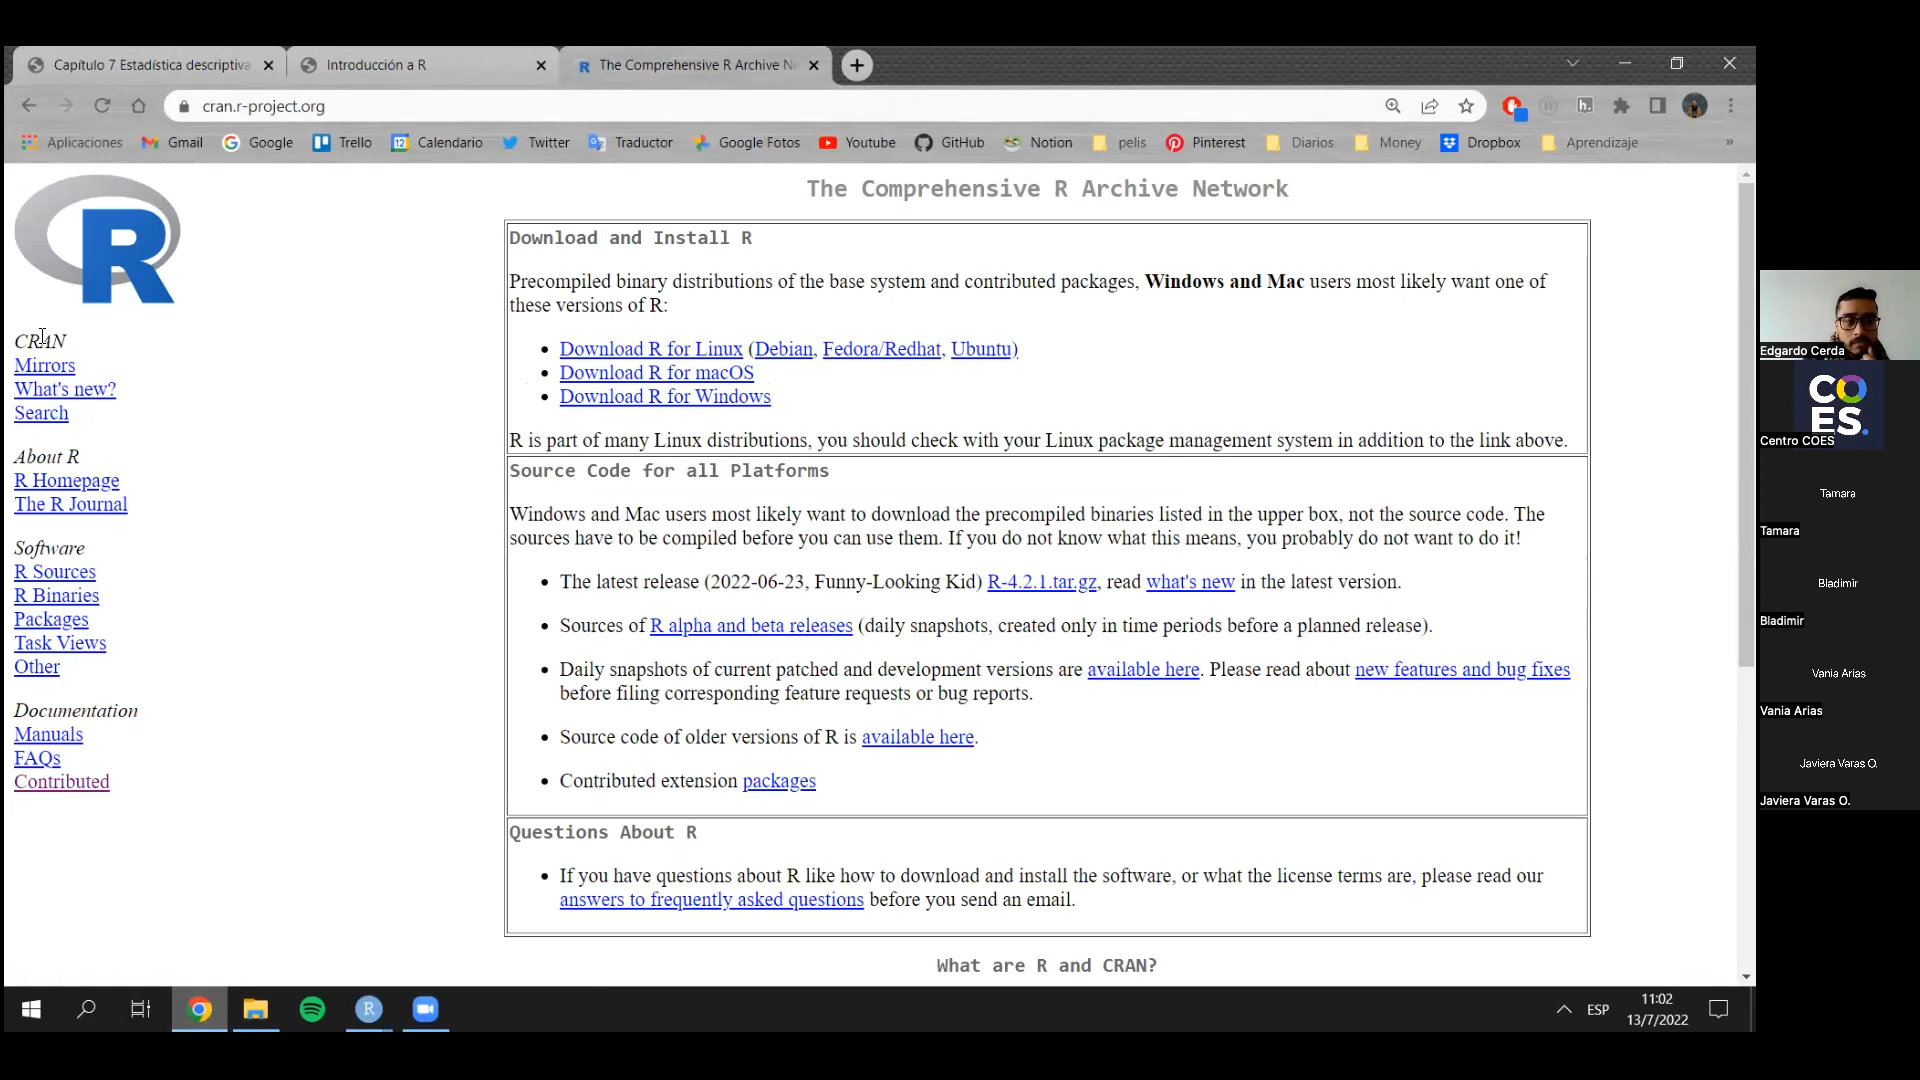 Capítulo 7 Estadística descriptiva
Introducción a R
The Comprehensive R Archive N
cran.r-project.org
Aplicaciones
Gmail
Google
Trello
Calendario
Twitter
Traductor
Google Fotos
Youtube
GitHub
Notion
pelis
Pinterest
Diarios
Money
Dropbox
Aprendizaje
»
R
CRAN
Mirrors
What's new?
Search
About R
R Homepage
The R Journal
Software
R Sources
R Binaries
Packages
Task Views
Other
Documentation
Manuals
FAQs
Contributed
The Comprehensive R Archive Network
Download and Install R
Precompiled binary distributions of the base system and contributed packages, Windows and Mac users most likely want one of
these versions of R:
• Download R for Linux (Debian, Fedora/Redhat, Ubuntu)
• Download R for macOS
• Download R for Windows
R is part of many Linux distributions, you should check with your Linux package management system in addition to the link above.
Source Code for all Platforms
Windows and Mac users most likely want to download the precompiled binaries listed in the upper box, not the source code. The
sources have to be compiled before you can use them. If you do not know what this means, you probably do not want to do it!
• The latest release (2022-06-23, Funny-Looking Kid) R-4.2.1.tar.gz, read what's new in the latest version.
• Sources of R alpha and beta releases (daily snapshots, created only in time periods before a planned release).
• Daily snapshots of current patched and development versions are available here. Please read about new features and bug fixes
before filing corresponding feature requests or bug reports.
• Source code of older versions of R is available here.
• Contributed extension packages
Questions About R
• If you have questions about R like how to download and install the software, or what the license terms are, please read our
answers to frequently asked questions before you send an email.
What are R and CRAN?
Edgardo Cerda
COES.
Centro COES
Tamara
Tamara
Bladimir
Bladimir
Vania Arias
Vania Arias
Javiera Varas O.
Javiera Varas O.
R
ESP
11:02
13/7/2022